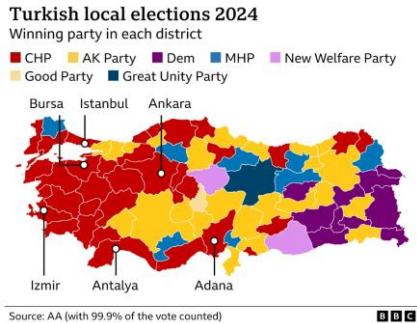 Turkish local elections 2024
Winning party in each district
CHP AK Party Dem MHP New Welfare Party
Good Party Great Unity Party
Bursa Istanbul Ankara
Izmir Antalya Adana
Source: AA (with 99.9% of the vote counted) BBC